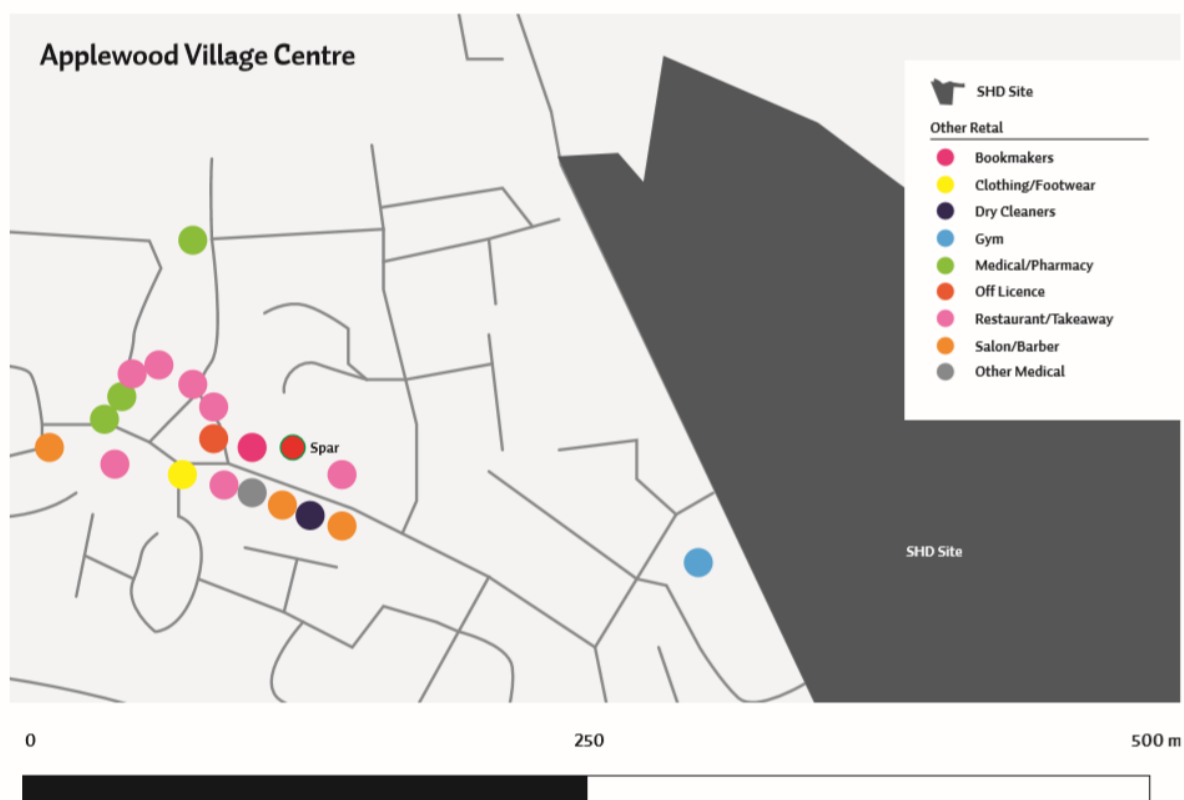 Applewood Village Centre
SHD Site
Other Retal
Bookmakers
Clothing/Footwear
Dry Cleaners
Gym
Medical/Pharmacy
Off Licence
Restaurant/Takeaway
Salon/Barber
Other Medical
Spar
SHD Site
0 250 500 m